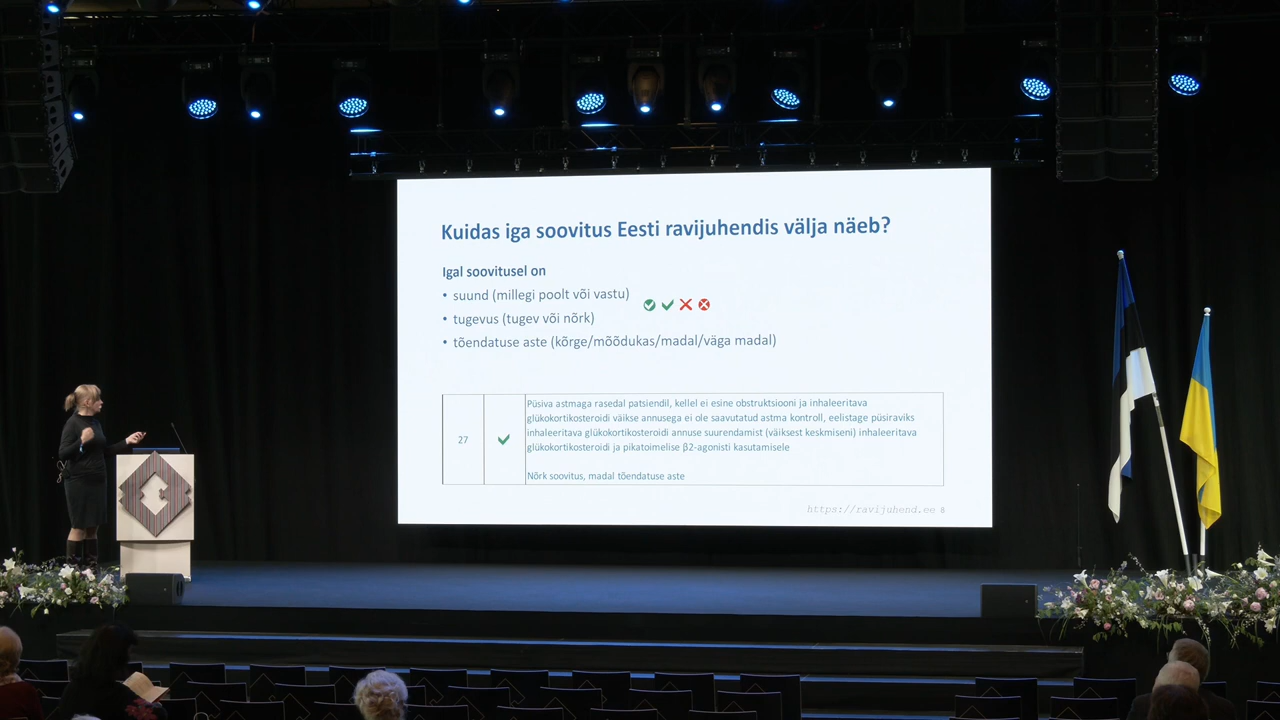 Kuidas iga soovitus Eesti ravijuhendis välja näeb?
Igal soovitusel on
• suund (millegi poolt või vastu)
• tugevus (tugev või nõrk)
• tõendatuse aste (kõrge/mõõdukas/madal/väga madal)
27
Püsiva astmaga rasedal patsiendil, kellel ei esine obstruktsiooni ja inhaleeritava
glükokortikosteroidi väikse annusega ei ole saavutatud astma kontroll, eelistage püsiraviks
inhaleeritava glükokortikosteroidi annuse suurendamist (väiksest keskmiseni) inhaleeritava
glükokortikosteroidi ja pikatoimelise β2-agonisti kasutamisele
Nõrk soovitus, madal tõendatuse aste
https://ravijuhend.ee 8